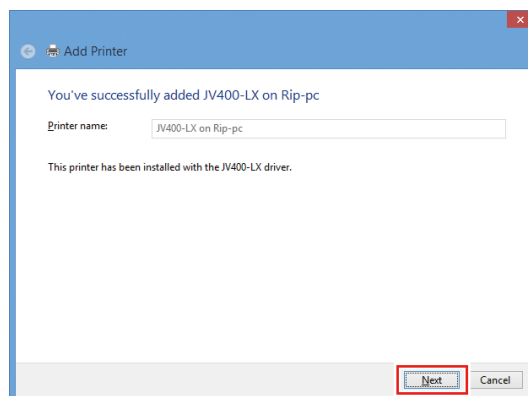 Add Printer
You've successfully added JV400-LX on Rip-pc
Printer name: JV400-LX on Rip-pc
This printer has been installed with the JV400-LX driver.
Next Cancel